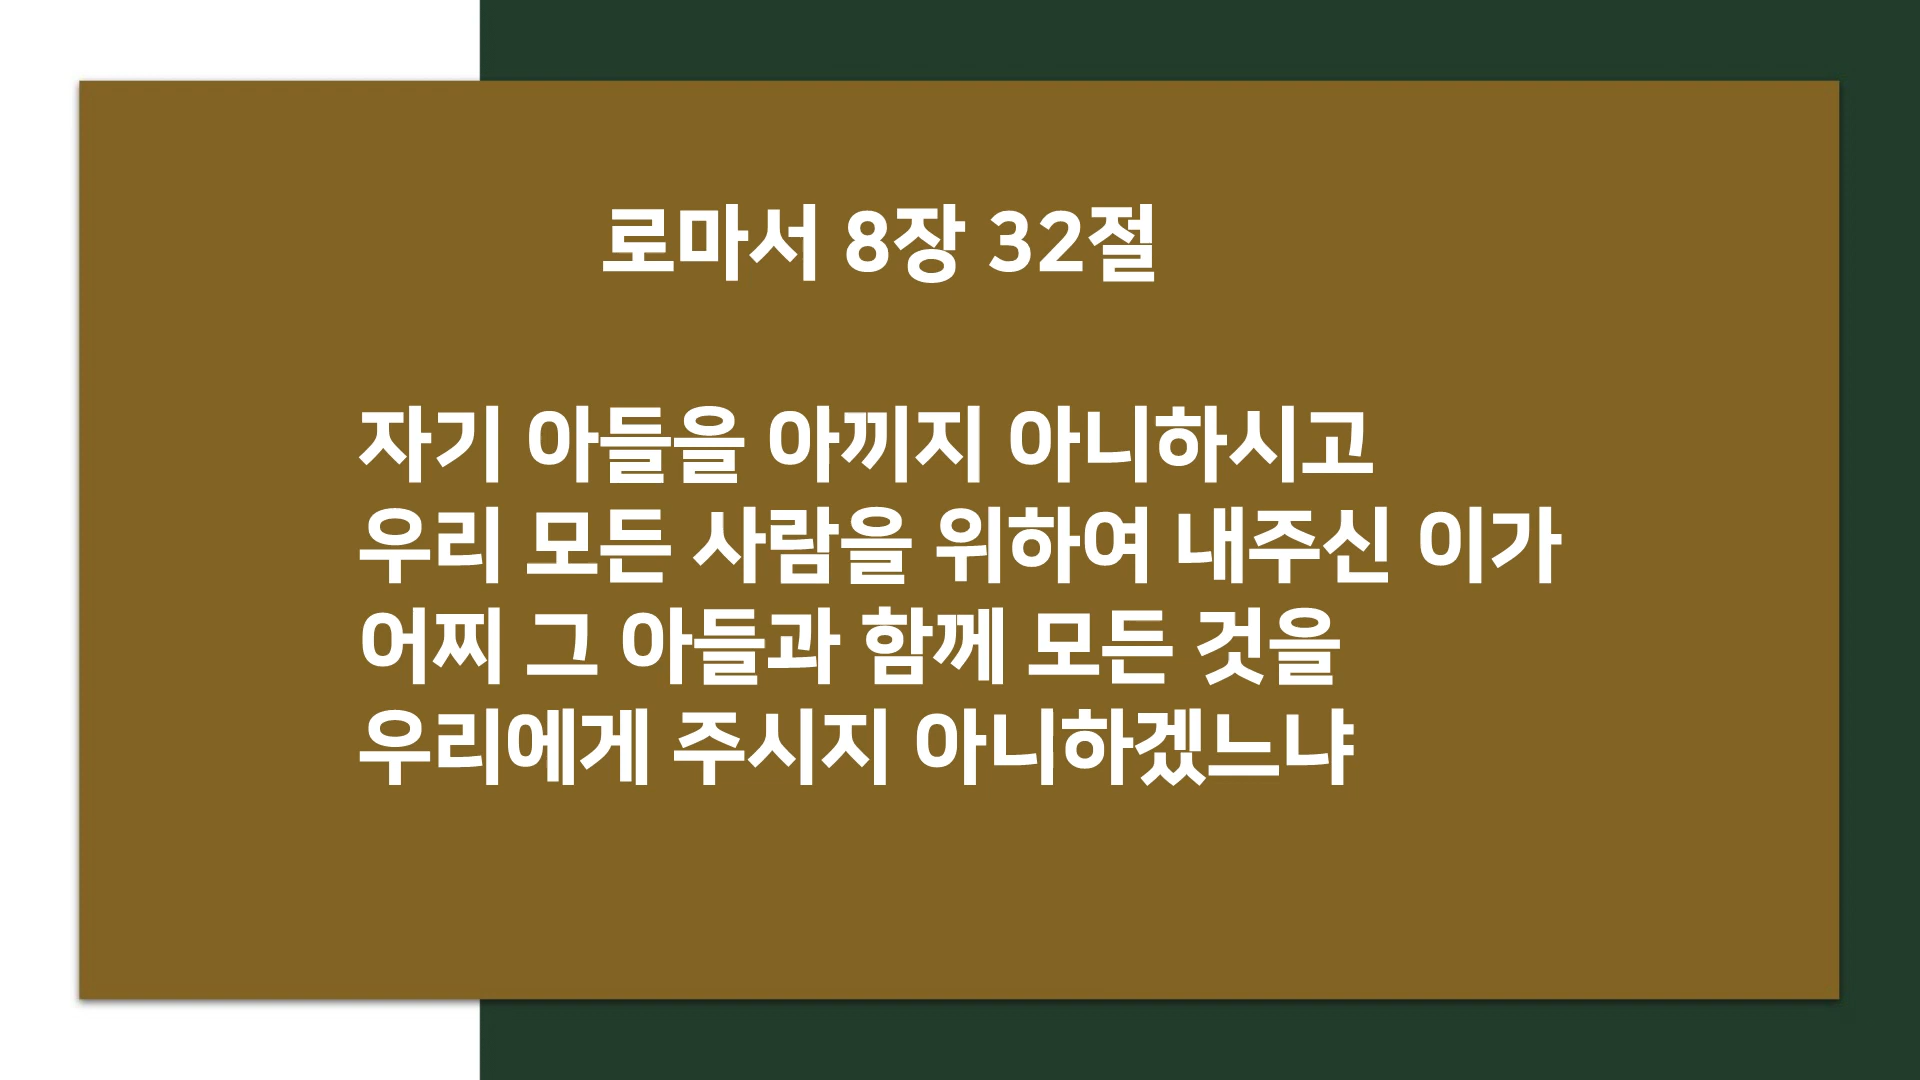 로마서 8장 32절
자기 아들을 아끼지 아니하시고
우리 모든 사람을 위하여 내주신 이가
어찌 그 아들과 함께 모든 것을
우리에게 주시지 아니하겠느냐